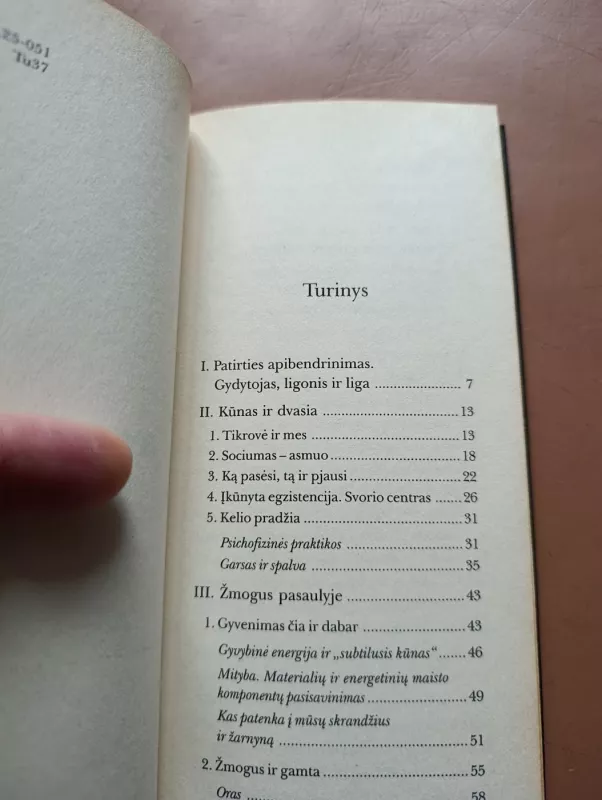 25-051
Tu37
Turinys
I. Patirties apibendrinimas.
Gydytojas, ligonis ir liga ...................... 7
II. Kūnas ir dvasia ................................... 13
1. Tikrovė ir mes ...................................... 13
2. Sociumas – asmuo ................................ 18
3. Ką pasėsi, tą ir pjausi ............................ 22
4. Įkūnyta egzistencija. Svorio centras ....... 26
5. Kelio pradžia ........................................ 31
Psichofizinės praktikos ............................. 31
Garsas ir spalva ...................................... 35
III. Žmogus pasaulyje .............................. 43
1. Gyvenimas čia ir dabar .......................... 43
Gyvybinė energija ir „subtilusis kūnas“ ....... 46
Mityba. Materialių ir energetinių maisto
komponentų pasisavinimas ........................ 49
Kas patenka į mūsų skrandžius
ir žarnyną .............................................. 51
2. Žmogus ir gamta ................................... 55
Oras ...................................................... 58